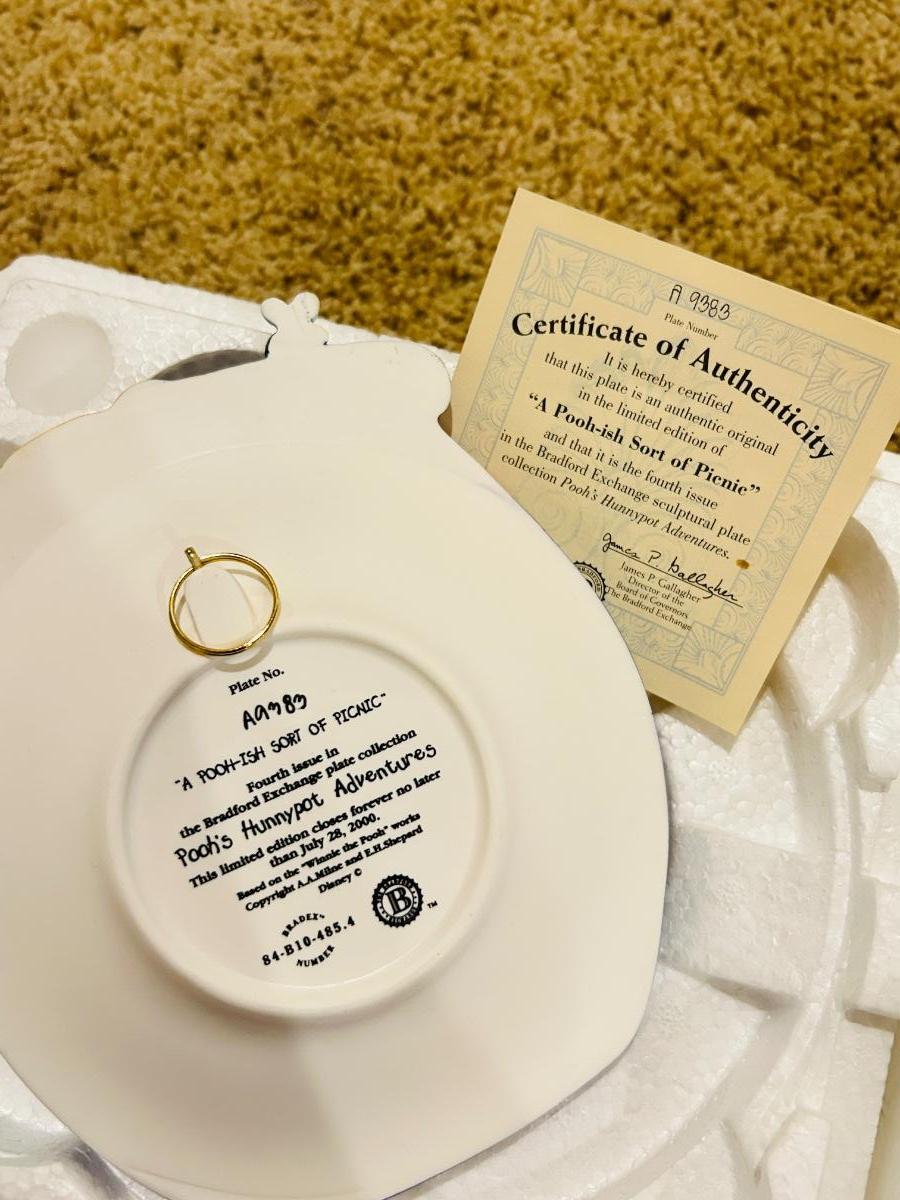 A 9383
Plate Number
Certificate of Authenticity
It is hereby certified
that this plate is an authentic original
in the limited edition of
“A Pooh-ish Sort of Picnic”
and that it is the fourth issue
in the Bradford Exchange sculptural plate
collection Pooh's Hunnypot Adventures.
James P. Gallagher
James P. Gallagher
Director of the
Board of Governors
The Bradford Exchange
Plate No.
A9383
"A POOH-ISH SORT OF PICNIC"
Fourth issue in
the Bradford Exchange plate collection
Pooh's Hunnypot Adventures
This limited edition closes forever no later
than July 28, 2000.
Based on the "Winnie the Pooh" works
Copyright A.A.Milne and E.H.Shepard
Disney ©
BRADEX™
84-B10-485.4
NUMBER
B
™